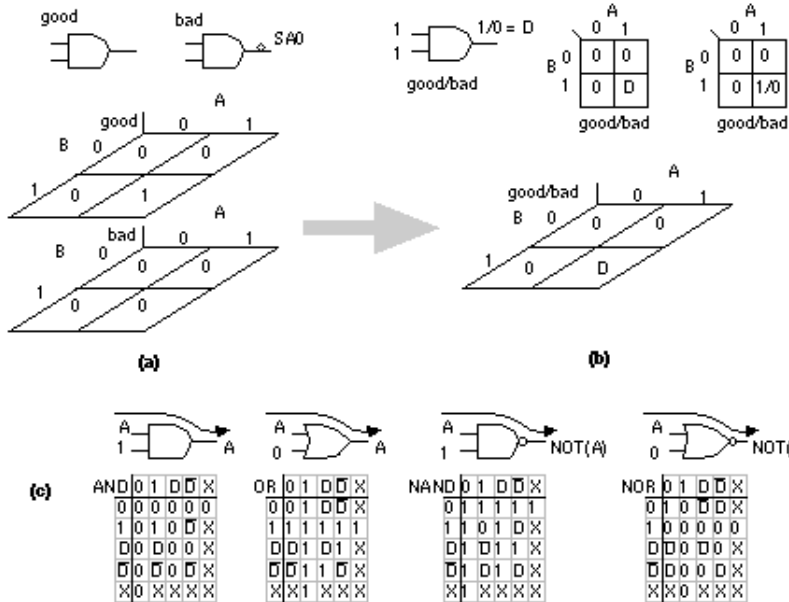 good
bad
SA0
1
1
1/0 = D
good/bad
A
0 1
B 0 0 0
1 0 D
good/bad
A
0 1
B 0 0 0
1 0 1/0
good/bad
A
good 0 1
B 0 0 0
1 0 1
A
bad 0 1
B 0 0 0
1 0 0
(a)
A
good/bad 0 1
B 0 0 0
1 0 D
(b)
(c)
A
1
A
A
0
A
A
1
NOT(A)
A
0
NOT(
AND 0 1 D D̅ X
0 0 0 0 0 0
1 0 1 0 D̅ X
D 0 D 0 0 X
D̅ 0 D̅ 0 D̅ X
X 0 X X X X
OR 0 1 D D̅ X
0 0 1 D D̅ X
1 1 1 1 1 1
D D 1 D 1 X
D̅ D̅ 1 1 D̅ X
X X 1 X X X
NAND 0 1 D D̅ X
0 1 1 1 1 1
1 1 0 1 D X
D 1 D̅ 1 1 X
D̅ 1 D 1 D X
X 1 X X X X
NOR 0 1 D D̅ X
0 1 0 D̅ D X
1 0 0 0 0 0
D D̅ 0 D̅ 0 X
D̅ D 0 0 D X
X X 0 X X X